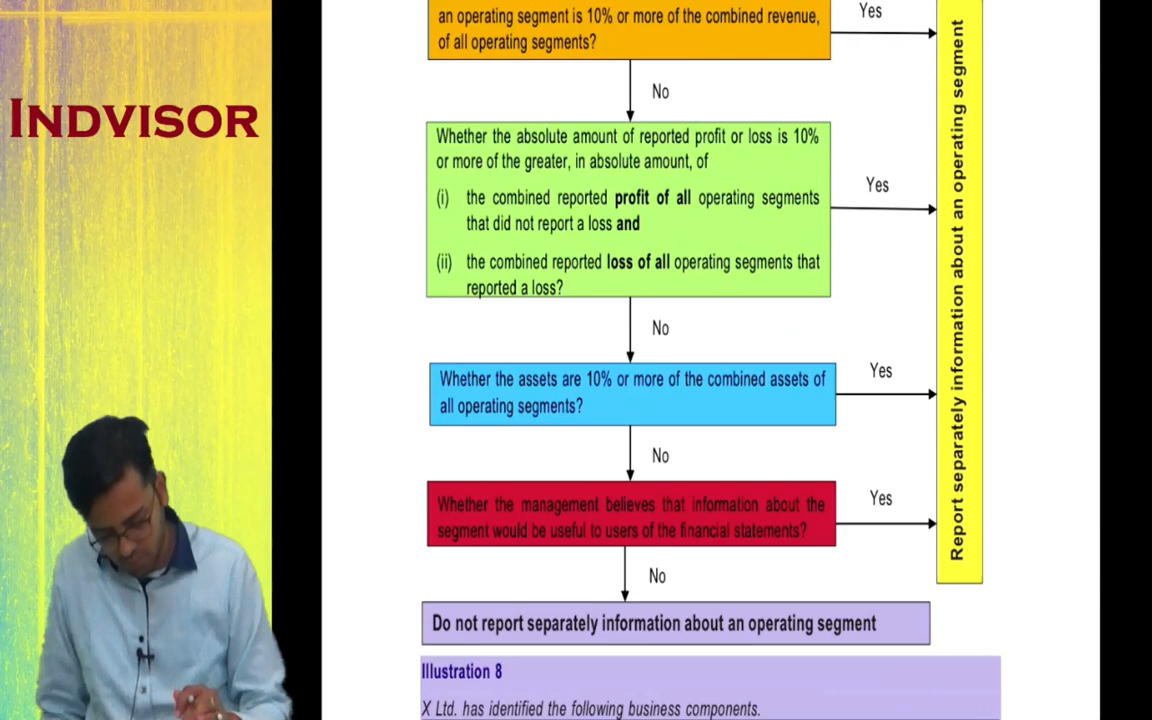 INDVISOR
an operating segment is 10% or more of the combined revenue,
of all operating segments?
Yes
No
Whether the absolute amount of reported profit or loss is 10%
or more of the greater, in absolute amount, of
(i) the combined reported profit of all operating segments
that did not report a loss and
(ii) the combined reported loss of all operating segments that
reported a loss?
Yes
No
Whether the assets are 10% or more of the combined assets of
all operating segments?
Yes
No
Whether the management believes that information about the
segment would be useful to users of the financial statements?
Yes
No
Report separately information about an operating segment
Do not report separately information about an operating segment
Illustration 8
X Ltd. has identified the following business components.